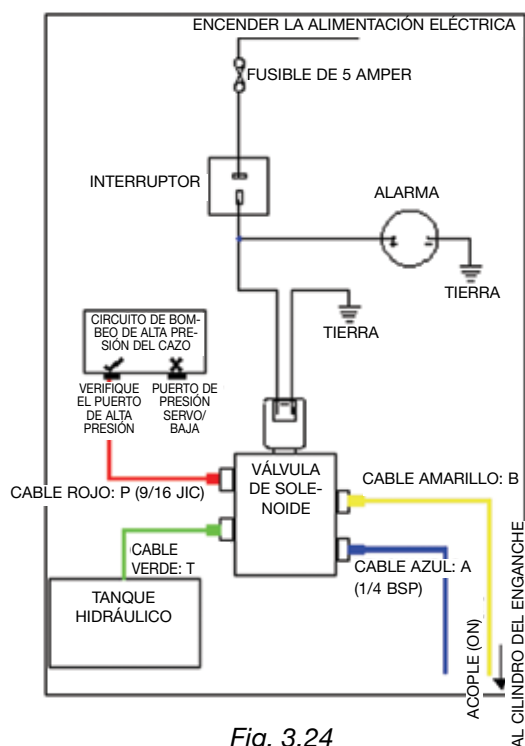 ENCENDER LA ALIMENTACIÓN ELÉCTRICA
FUSIBLE DE 5 AMPER
INTERRUPTOR
ALARMA
TIERRA
TIERRA
CIRCUITO DE BOM-
BEO DE ALTA PRE-
SIÓN DEL CAZO
VERIFIQUE
EL PUERTO
DE ALTA
PRESIÓN
PUERTO DE
PRESIÓN
SERVO/
BAJA
VÁLVULA
DE SOLE-
NOIDE
CABLE ROJO: P (9/16 JIC)
CABLE AMARILLO: B
CABLE
VERDE: T
CABLE AZUL: A
(1/4 BSP)
TANQUE
HIDRÁULICO
ACOPLE (ON)
AL CILINDRO DEL ENGANCHE
Fig. 3.24